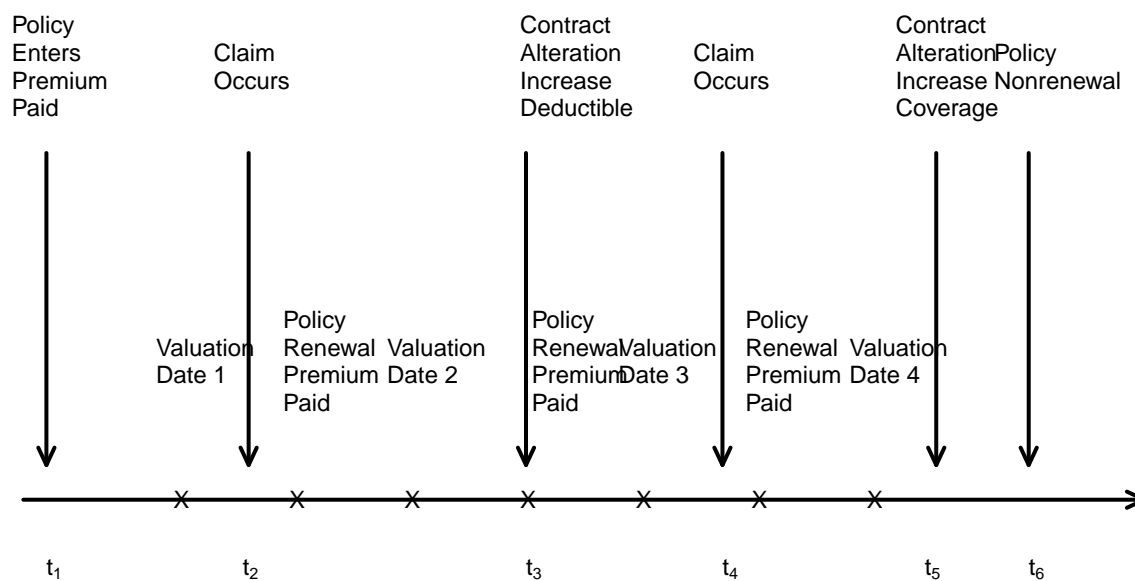 Policy
Enters
Premium
Paid
Claim
Occurs
Contract
Alteration
Increase
Deductible
Claim
Occurs
Contract
Alteration
Increase
Coverage
Policy
Nonrenewal
Valuation
Date 1
Policy
Renewal
Premium
Paid
Valuation
Date 2
Policy
Renewal
Premium
Paid
Valuation
Date 3
Policy
Renewal
Premium
Paid
Valuation
Date 4
X X X X X X X
t1 t2 t3 t4 t5 t6